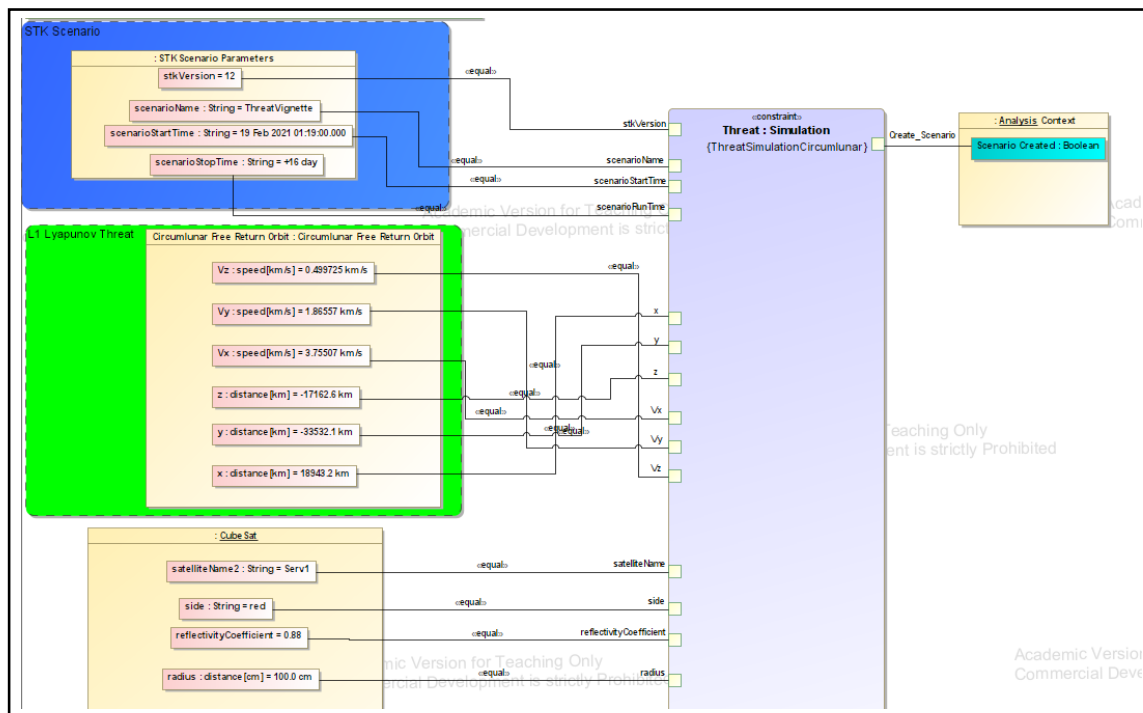 STK Scenario
: STK Scenario Parameters
stkVersion = 12
scenarioName : String = ThreatVignette
scenarioStartTime : String = 19 Feb 2021 01:19:00.000
scenarioStopTime : String = +16 day
«equal»
«equal»
«equal»
«equal»
stkVersion
scenarioName
scenarioStartTime
scenarioRunTime
«constraint»
Threat : Simulation
{ThreatSimulationCircumlunar}
Create_Scenario
: Analysis Context
Scenario Created : Boolean
Academic Version for Teaching O
ommercial Development is strict
Acad
Comm
L1 Lyapunov Threat
Circumlunar Free Return Orbit : Circumlunar Free Return Orbit
Vz : speed[km/s] = 0.499725 km/s
Vy : speed[km/s] = 1.86557 km/s
Vx : speed[km/s] = 3.75507 km/s
z : distance[km] = -17162.6 km
y : distance[km] = -33532.1 km
x : distance[km] = 18943.2 km
«equal»
«equal»
«equal»
«equal»
«equal»
«equal»
x
y
z
Vx
Vy
Vz
Teaching Only
ent is strictly Prohibited
: CubeSat
satelliteName2 : String = Serv1
side : String = red
reflectivityCoefficient = 0.88
radius : distance[cm] = 100.0 cm
«equal»
«equal»
«equal»
«equal»
satelliteName
side
reflectivityCoefficient
radius
mic Version for Teaching Only
ercial Development is strictly Prohibite
Academic Version
Commercial Deve